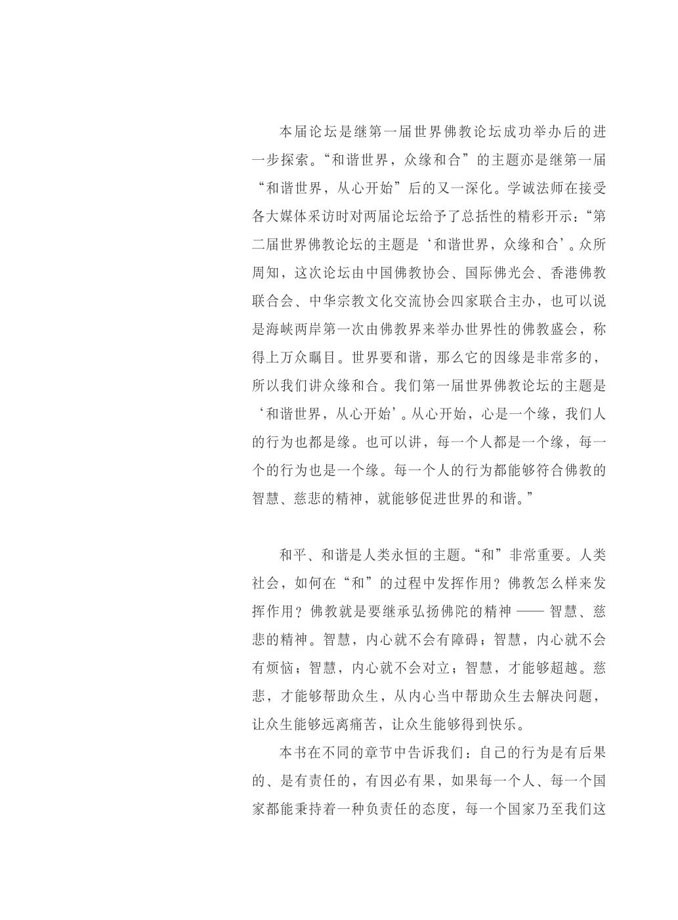 本届论坛是继第一届世界佛教论坛成功举办后的进
一步探索。“和谐世界，众缘和合”的主题亦是继第一届
“和谐世界，从心开始”后的又一深化。学诚法师在接受
各大媒体采访时对两届论坛给予了总括性的精彩开示：“第
二届世界佛教论坛的主题是‘和谐世界，众缘和合’。众所
周知，这次论坛由中国佛教协会、国际佛光会、香港佛教
联合会、中华宗教文化交流协会四家联合主办，也可以说
是海峡两岸第一次由佛教界来举办世界性的佛教盛会，称
得上万众瞩目。世界要和谐，那么它的因缘是非常多的，
所以我们讲众缘和合。我们第一届世界佛教论坛的主题是
‘和谐世界，从心开始’。从心开始，心是一个缘，我们人
的行为也都是缘。也可以讲，每一个人都是一个缘，每一
个的行为也是一个缘。每一个人的行为都能够符合佛教的
智慧、慈悲的精神，就能够促进世界的和谐。”
和平、和谐是人类永恒的主题。“和”非常重要。人类
社会，如何在“和”的过程中发挥作用？佛教怎么样来发
挥作用？佛教就是要继承弘扬佛陀的精神——智慧、慈
悲的精神。智慧，内心就不会有障碍；智慧，内心就不会
有烦恼；智慧，内心就不会对立；智慧，才能够超越。慈
悲，才能够帮助众生，从内心当中帮助众生去解决问题，
让众生能够远离痛苦，让众生能够得到快乐。
本书在不同的章节中告诉我们：自己的行为是有后果
的、是有责任的，有因必有果，如果每一个人、每一个国
家都能秉持着一种负责任的态度，每一个国家乃至我们这